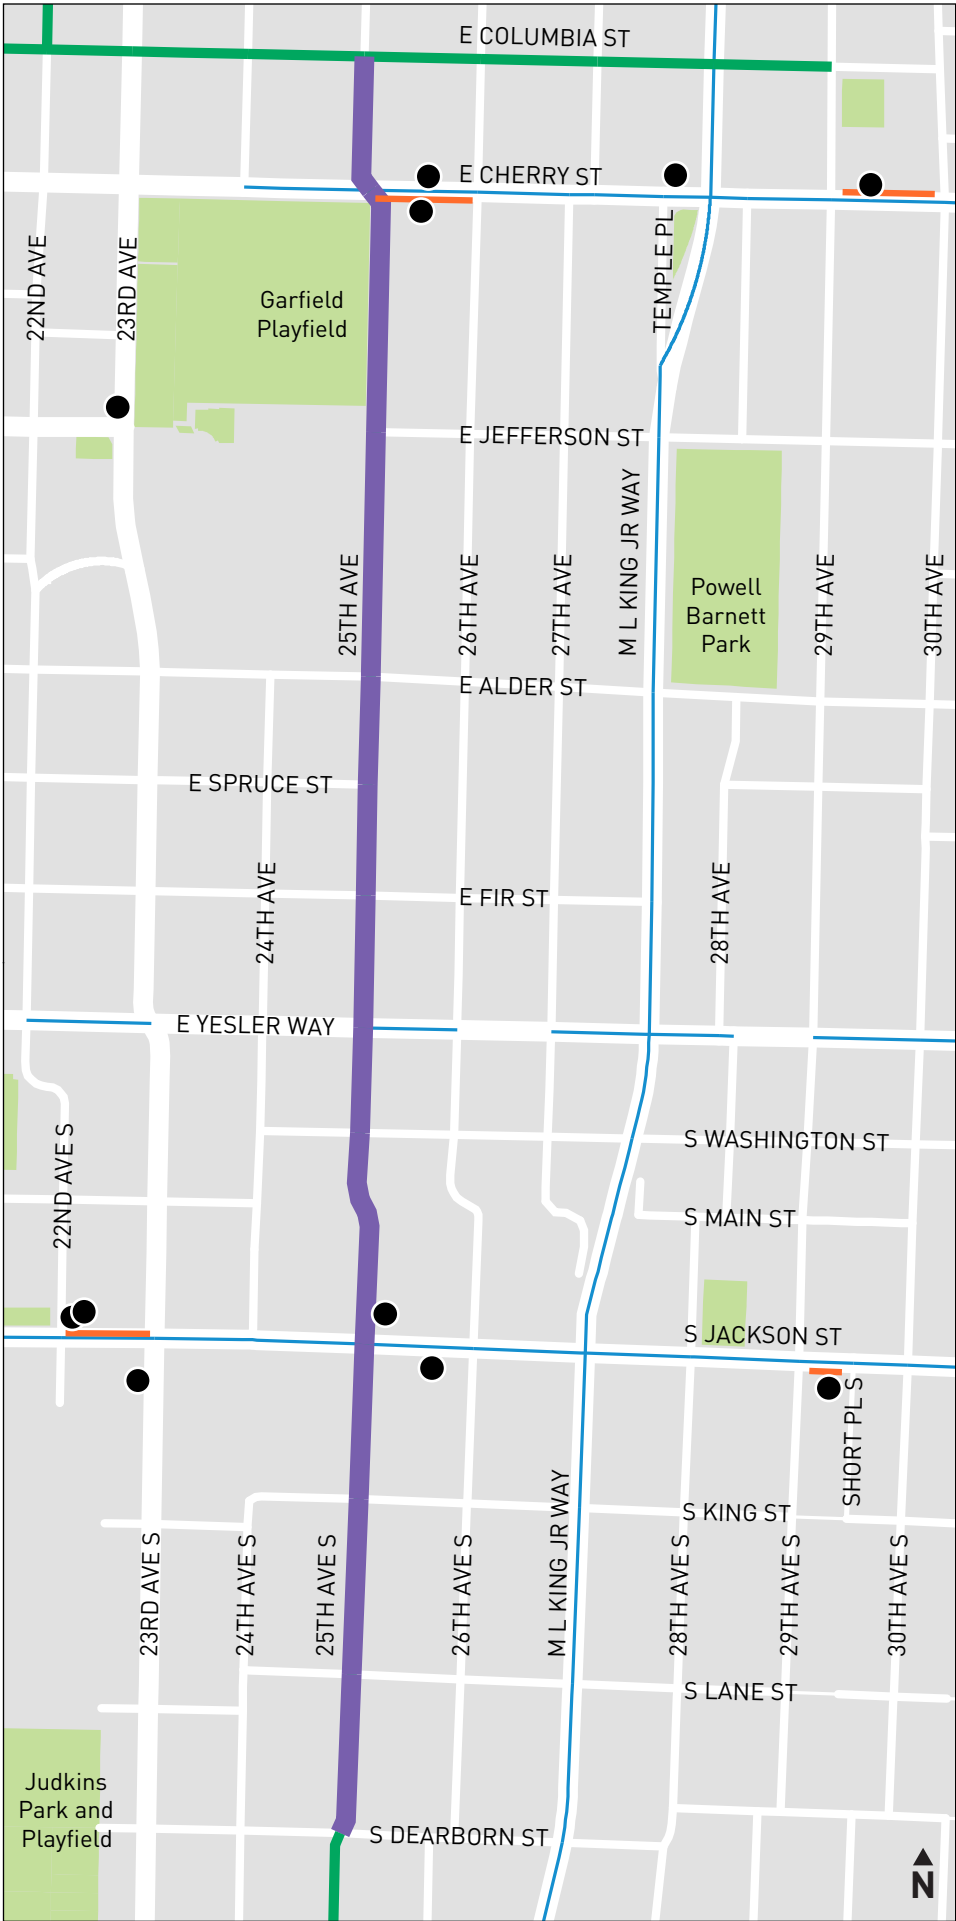 E COLUMBIA ST
E CHERRY ST
22ND AVE
23RD AVE
TEMPLE PL
Garfield
Playfield
E JEFFERSON ST
M L KING JR WAY
25TH AVE
26TH AVE
27TH AVE
29TH AVE
30TH AVE
Powell
Barnett
Park
E ALDER ST
E SPRUCE ST
24TH AVE
E FIR ST
28TH AVE
E YESLER WAY
22ND AVE S
S WASHINGTON ST
S MAIN ST
S JACKSON ST
SHORT PL S
M L KING JR WAY
S KING ST
23RD AVE S
24TH AVE S
25TH AVE S
26TH AVE S
28TH AVE S
29TH AVE S
30TH AVE S
S LANE ST
Judkins
Park and
Playfield
S DEARBORN ST
N